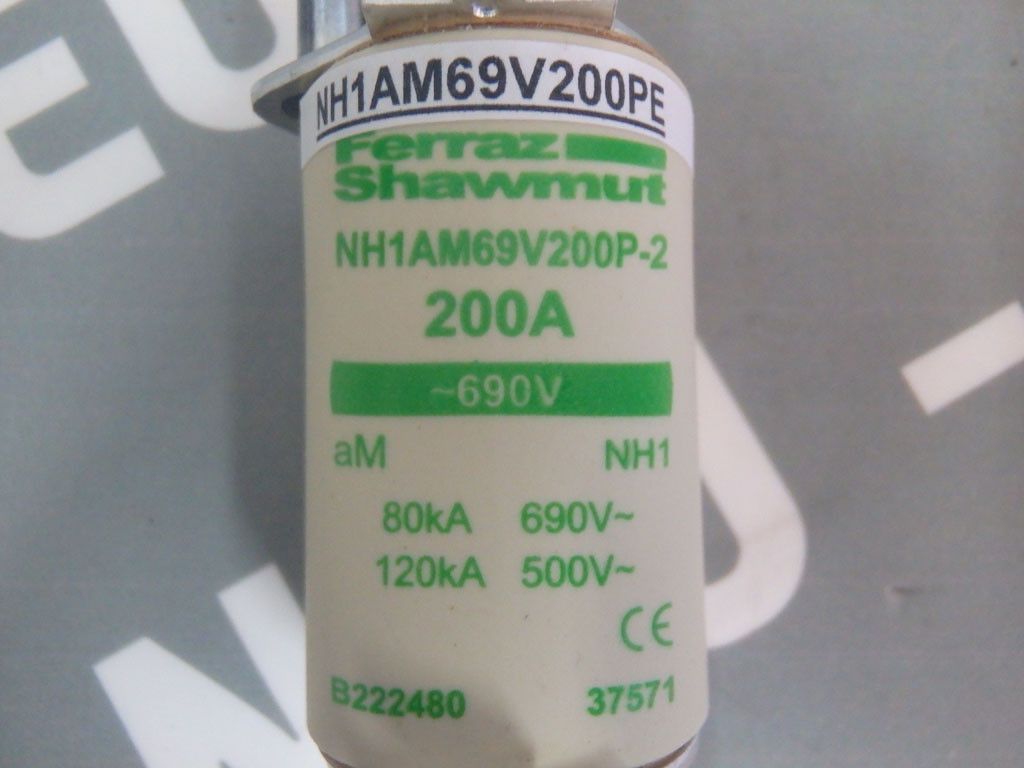 NH1AM69V200PE
Ferraz
Shawmut
NH1AM69V200P-2
200A
~690V
aM NH1
80kA 690V~
120kA 500V~
CE
B222480 37571